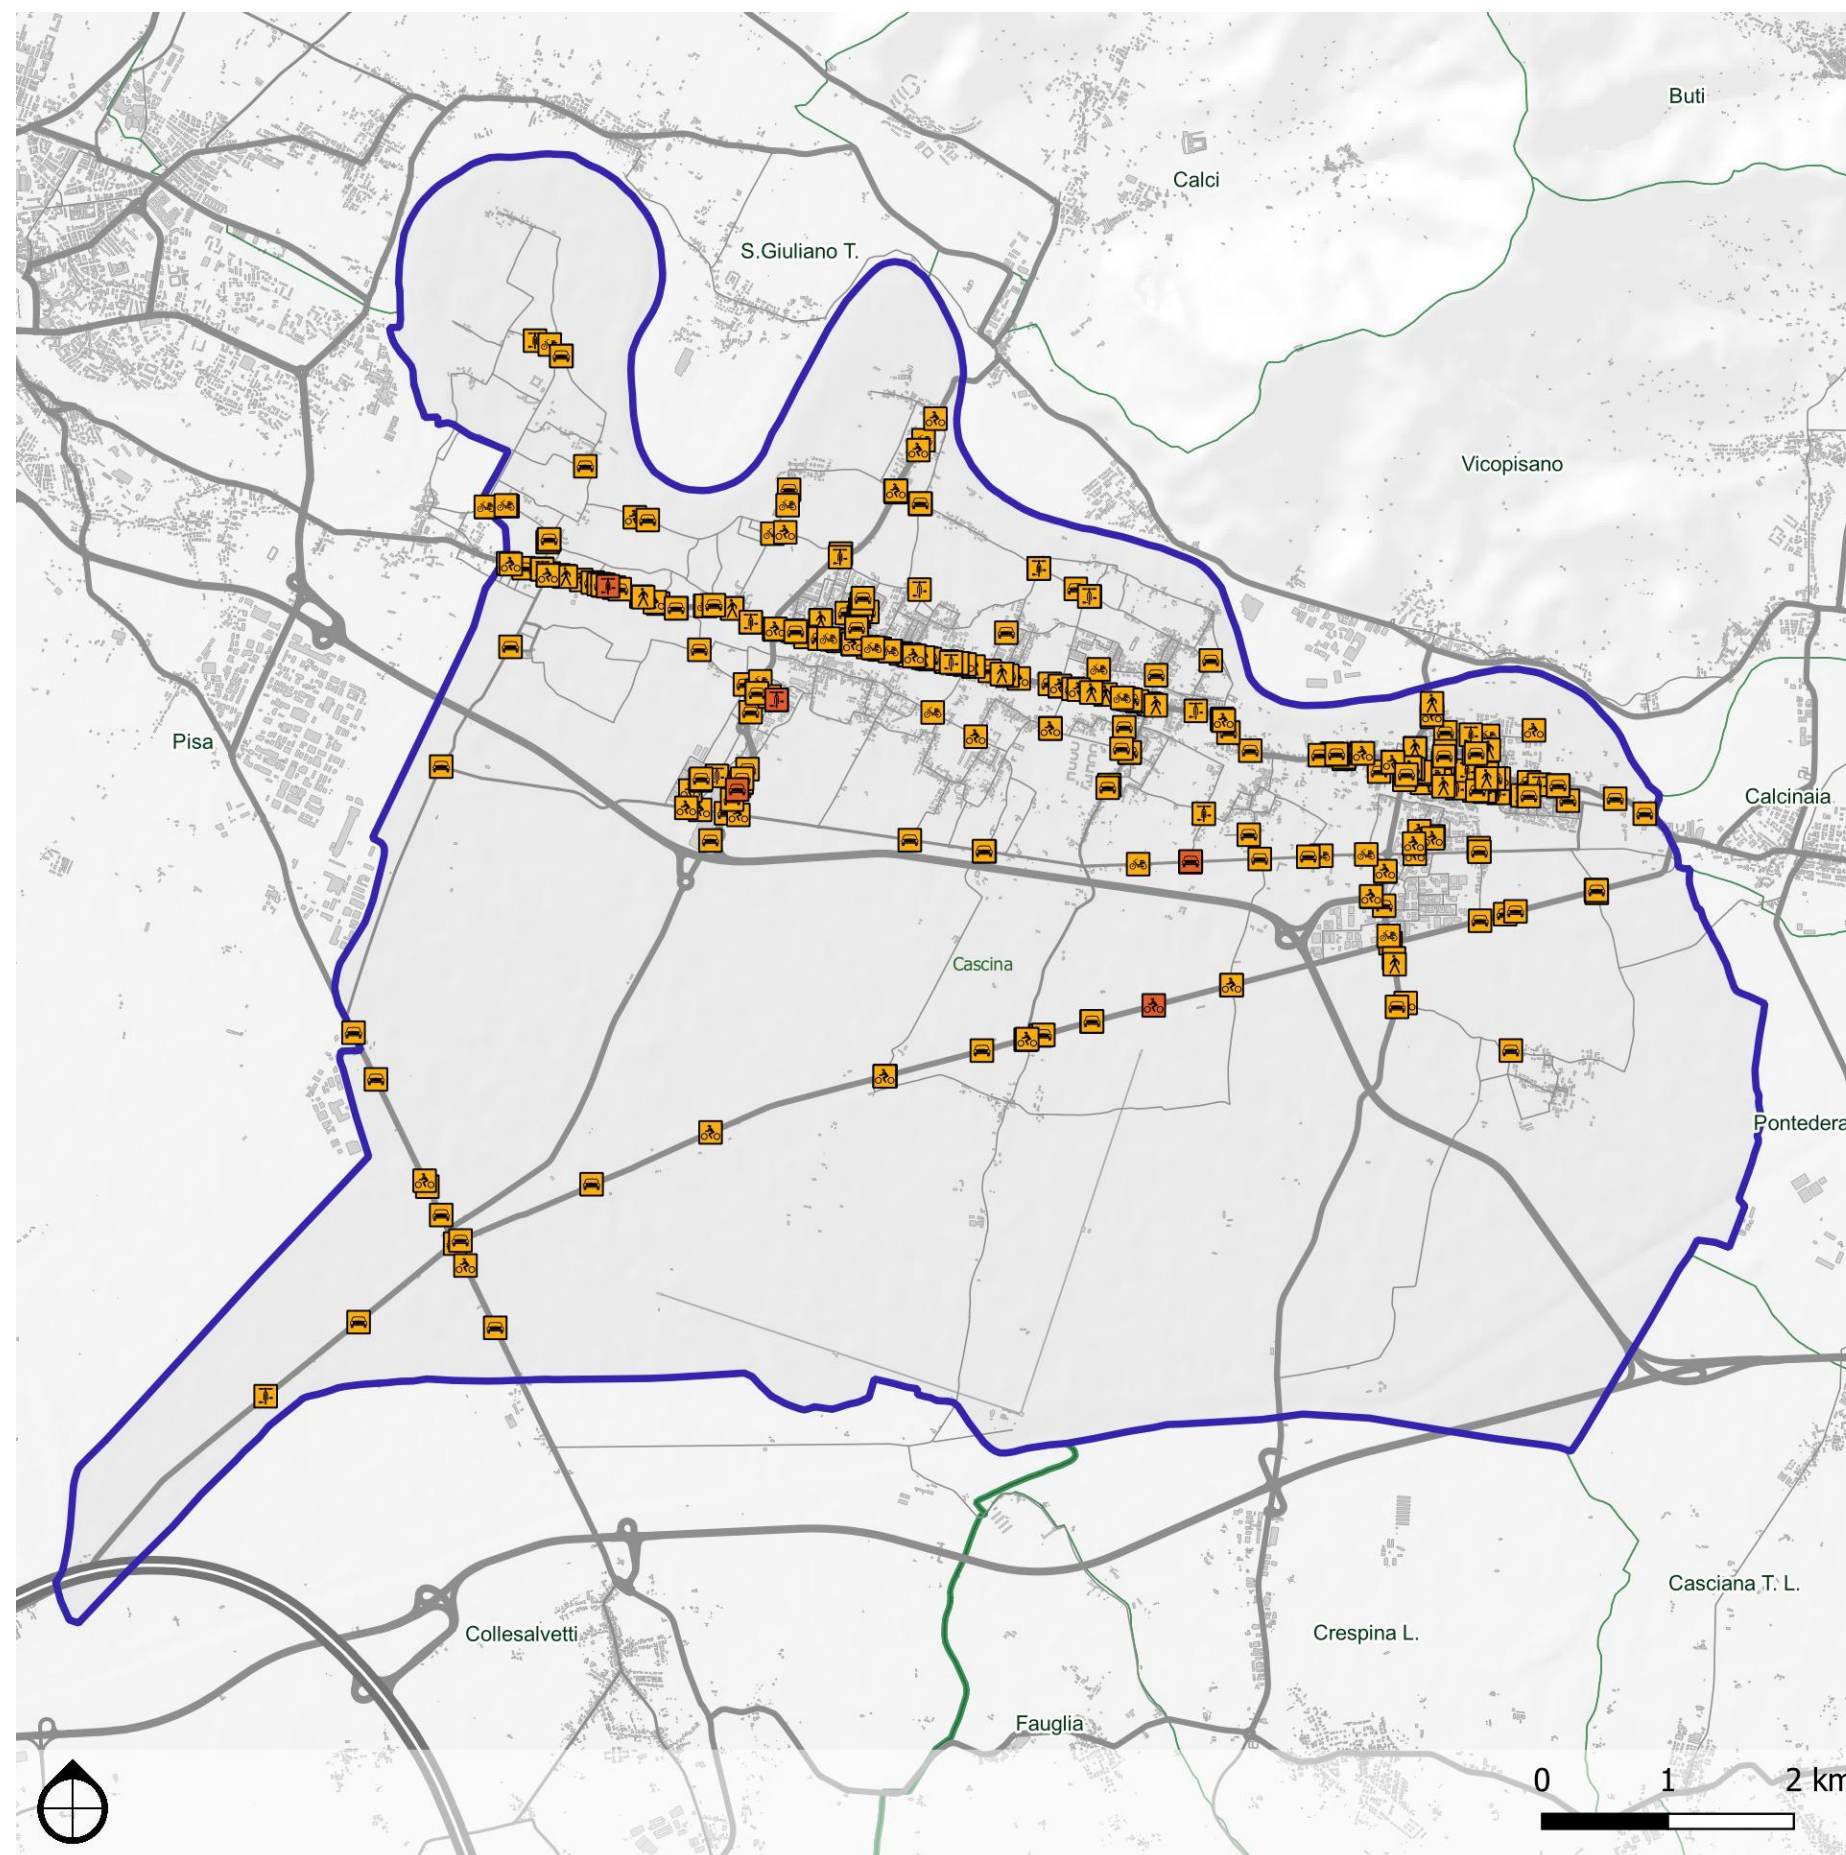 Buti
Calci
S.Giuliano T.
Vicopisano
Pisa
Calcinaia
Cascina
Pontedera
Casciana T. L.
Collesalvetti
Crespina L.
Fauglia
0 1 2 km